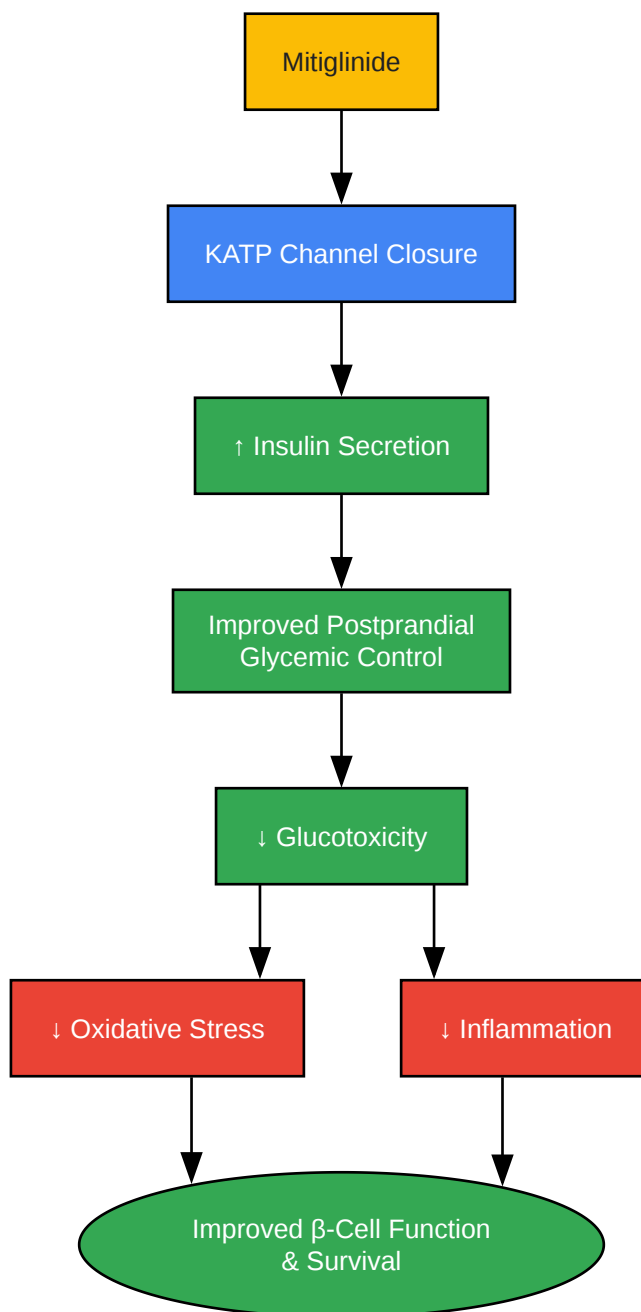 Mitiglinide
KATP Channel Closure
↑ Insulin Secretion
Improved Postprandial
Glycemic Control
↓ Glucotoxicity
↓ Oxidative Stress
↓ Inflammation
Improved β-Cell Function
& Survival